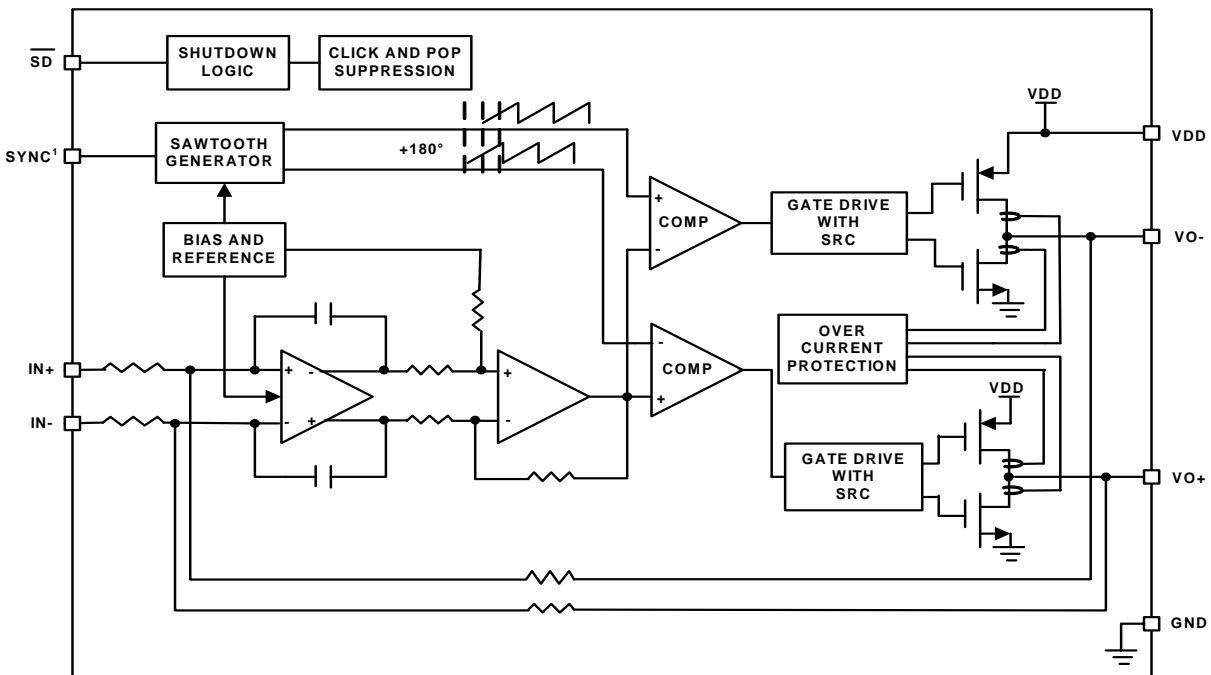 SD
SHUTDOWN
LOGIC
CLICK AND POP
SUPPRESSION
VDD
VDD
SYNC1
SAWTOOTH
GENERATOR
+180°
+
COMP
-
GATE DRIVE
WITH
SRC
VO-
BIAS AND
REFERENCE
OVER
CURRENT
PROTECTION
-
COMP
+
IN+
+
-
+
VDD
IN-
-
+
-
GATE DRIVE
WITH
SRC
VO+
GND